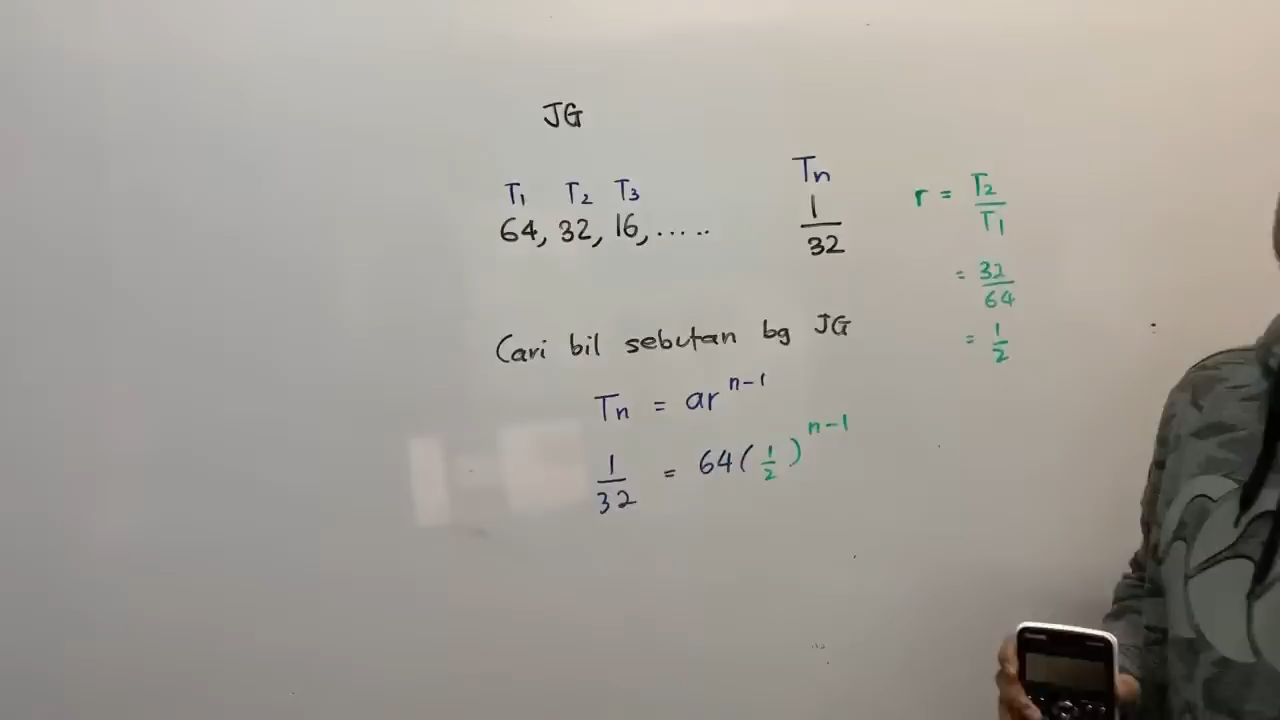 JG
T1 T2 T3 Tn
64, 32, 16, ..... 1/32
Cari bil sebutan bg JG
Tn = ar^(n-1)
1/32 = 64(1/2)^(n-1)
r = T2/T1
= 32/64
= 1/2